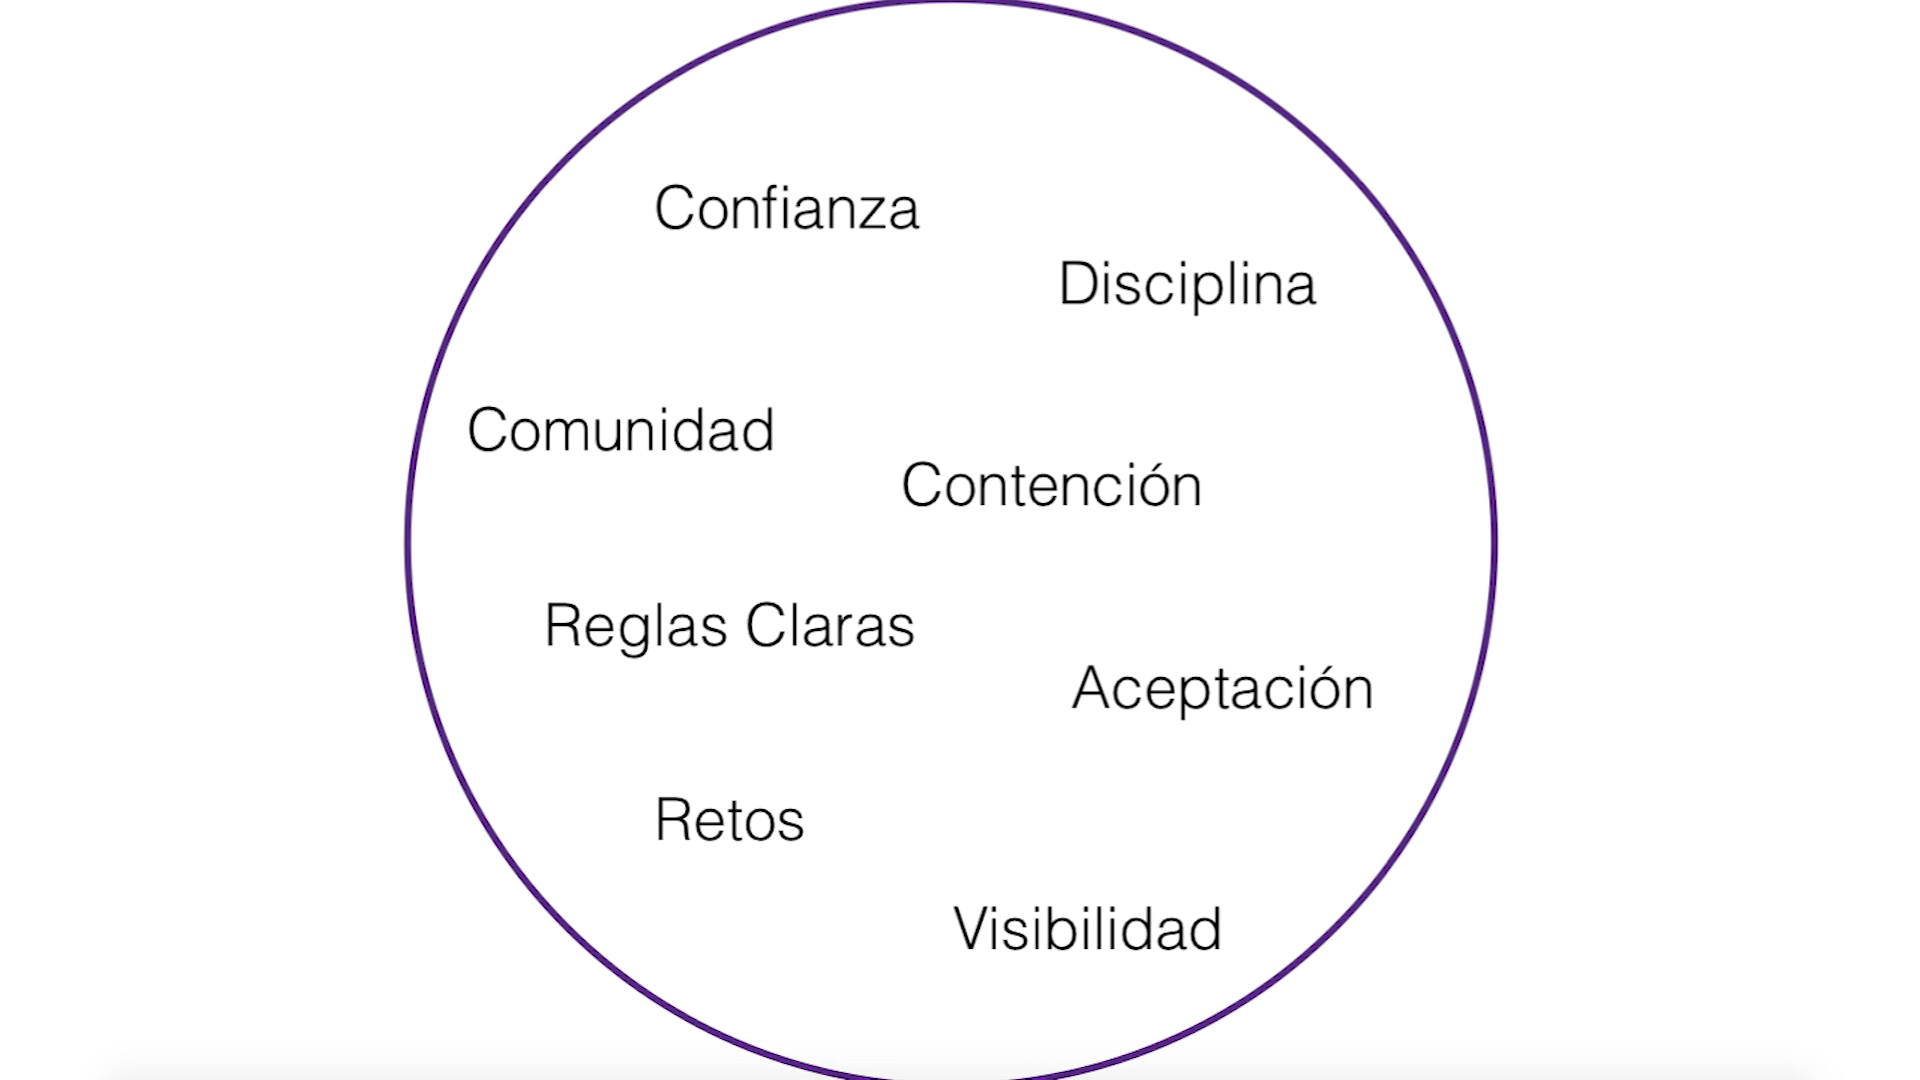 Confianza
Disciplina
Comunidad
Contención
Reglas Claras
Aceptación
Retos
Visibilidad